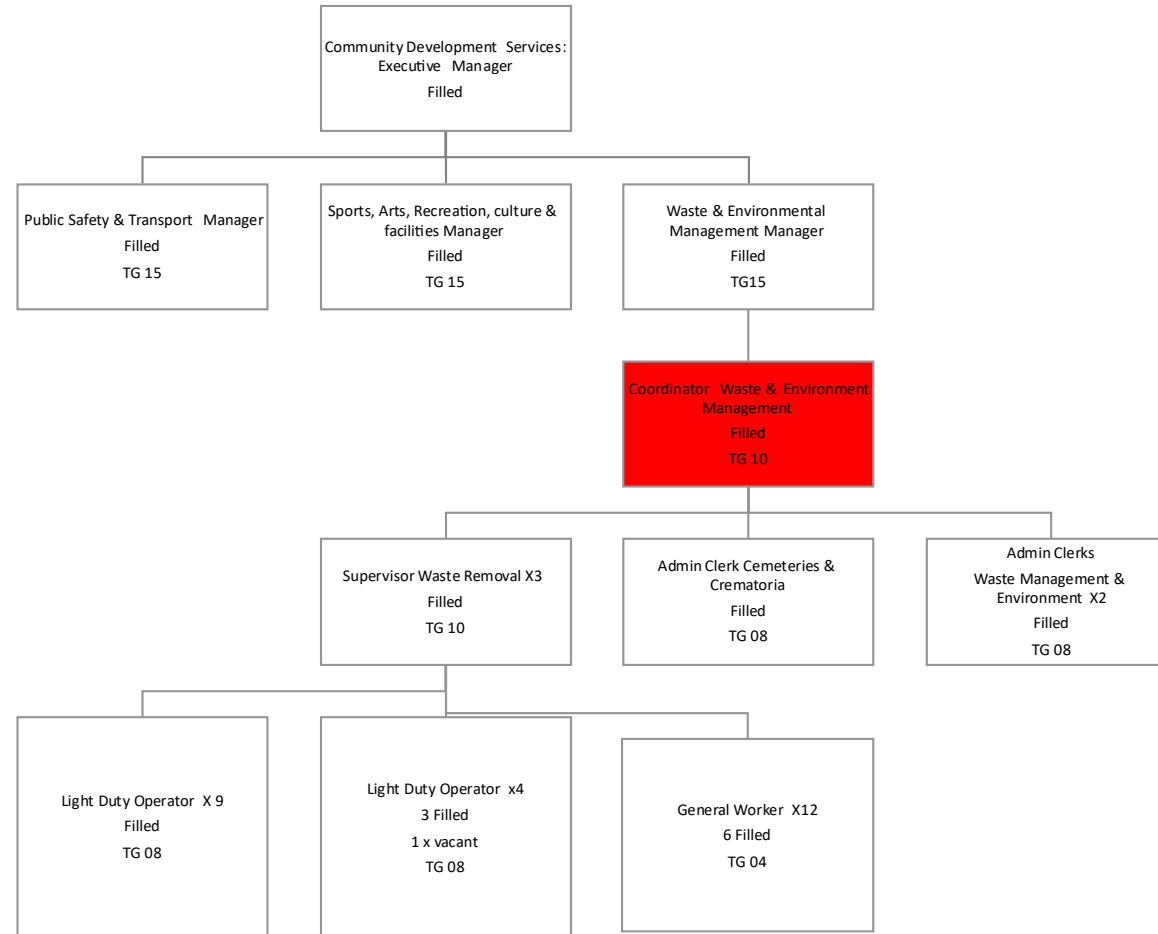 Community Development Services:
Executive Manager
Filled
Public Safety & Transport Manager
Filled
TG 15
Sports, Arts, Recreation, culture &
facilities Manager
Filled
TG 15
Waste & Environmental
Management Manager
Filled
TG15
Coordinator Waste & Environment
Management
Filled
TG 10
Supervisor Waste Removal X3
Filled
TG 10
Admin Clerk Cemeteries &
Crematoria
Filled
TG 08
Admin Clerks
Waste Management &
Environment X2
Filled
TG 08
Light Duty Operator X 9
Filled
TG 08
Light Duty Operator x4
3 Filled
1 x vacant
TG 08
General Worker X12
6 Filled
TG 04